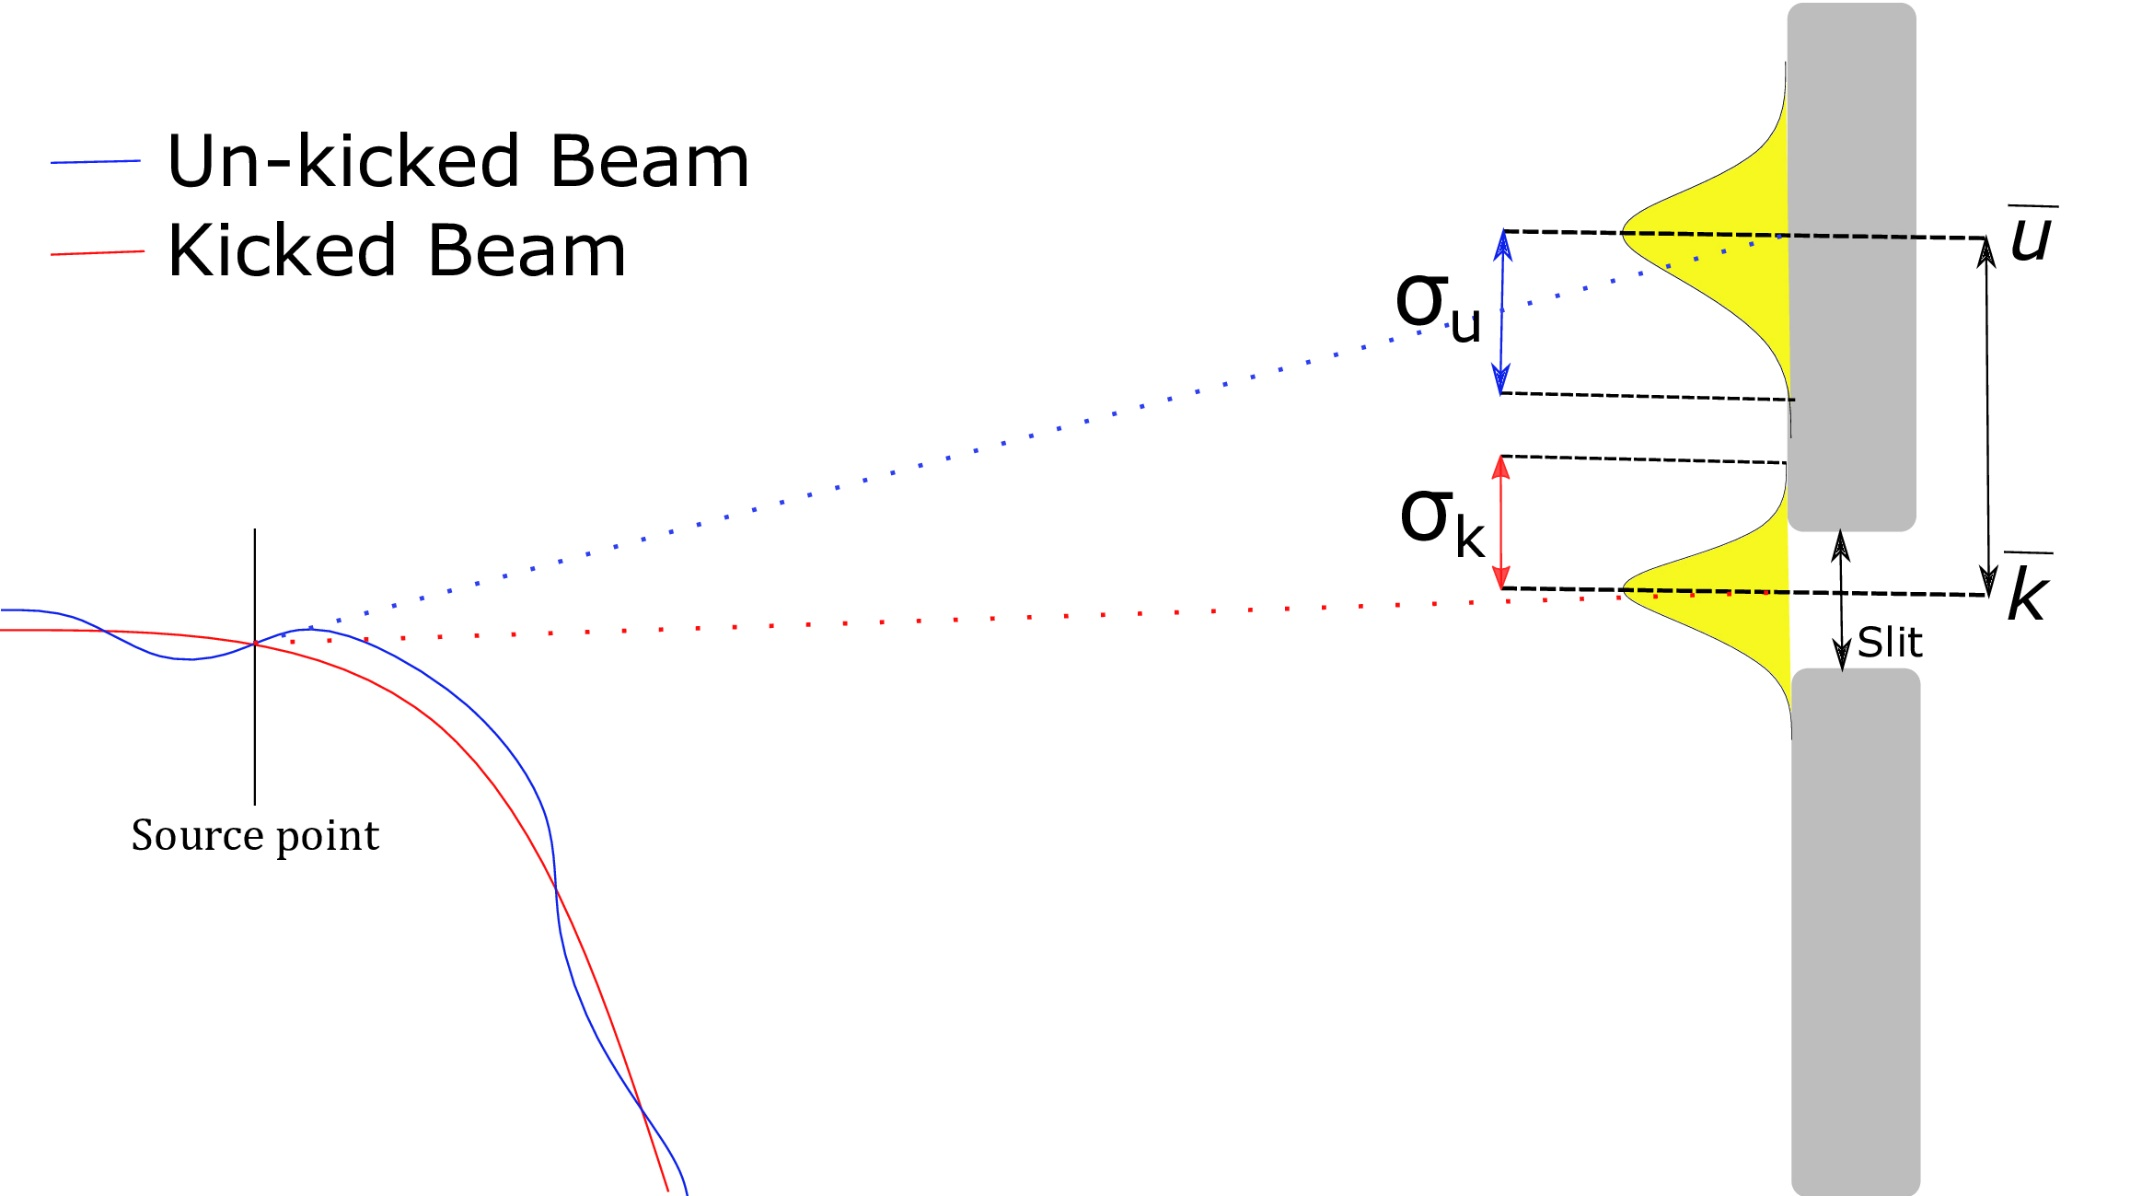 Un-kicked Beam
Kicked Beam
σu
u̅
σk
k̅
Slit
Source point